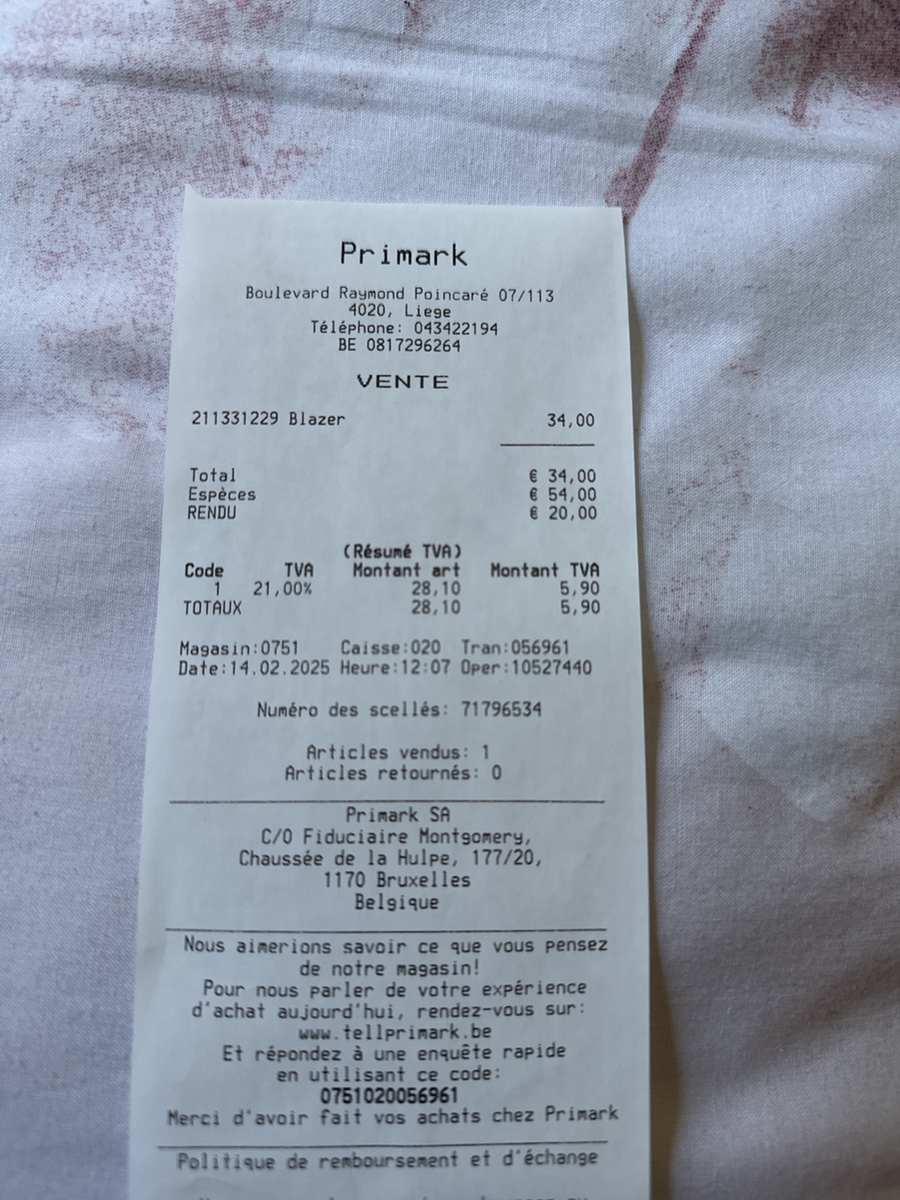 Primark
Boulevard Raymond Poincaré 07/113
4020, Liege
Téléphone: 043422194
BE 0817296264
VENTE
211331229 Blazer 34,00
Total € 34,00
Espèces € 54,00
RENDU € 20,00
(Résumé TVA)
Code TVA Montant art Montant TVA
1 21,00% 28,10 5,90
TOTAUX 28,10 5,90
Magasin:0751 Caisse:020 Tran:056961
Date:14.02.2025 Heure:12:07 Oper:10527440
Numéro des scellés: 71796534
Articles vendus: 1
Articles retournés: 0
Primark SA
C/O Fiduciaire Montgomery,
Chaussée de la Hulpe, 177/20,
1170 Bruxelles
Belgique
Nous aimerions savoir ce que vous pensez
de notre magasin!
Pour nous parler de votre expérience
d'achat aujourd'hui, rendez-vous sur:
www.tellprimark.be
Et répondez à une enquête rapide
en utilisant ce code:
0751020056961
Merci d'avoir fait vos achats chez Primark
Politique de remboursement et d'échange